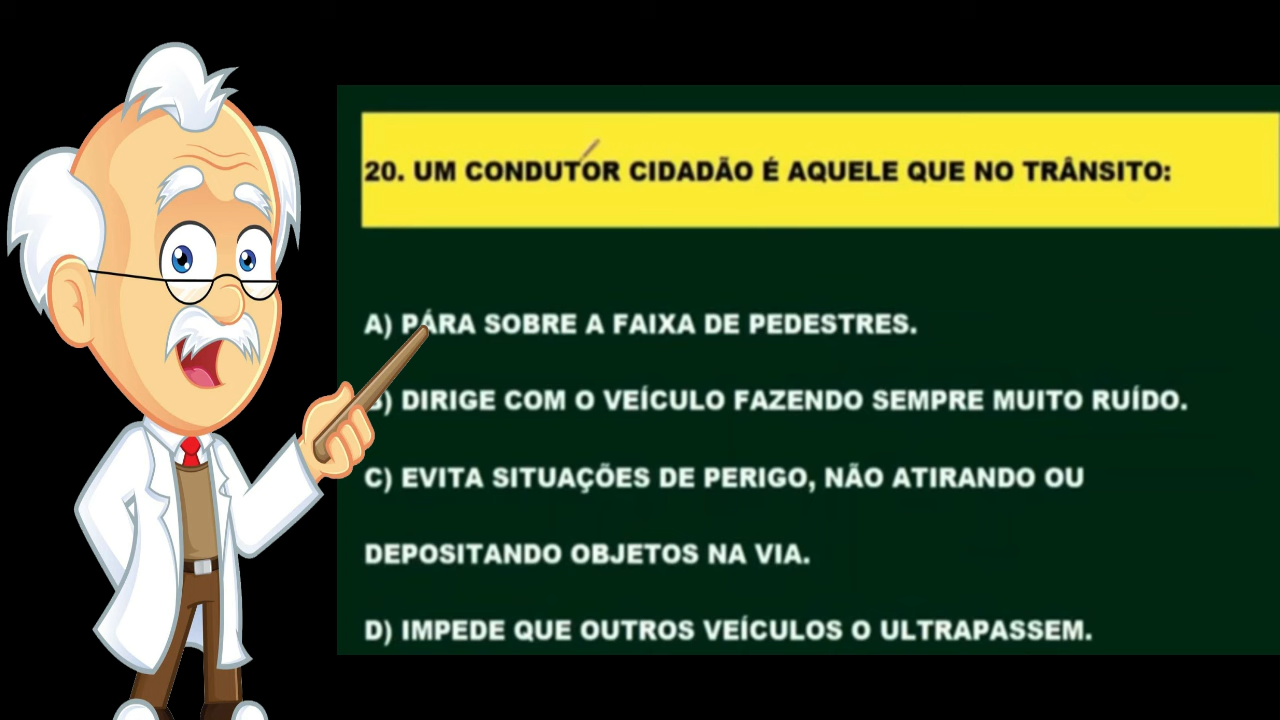 20. UM CONDUTOR CIDADÃO É AQUELE QUE NO TRÂNSITO:
A) PÁRA SOBRE A FAIXA DE PEDESTRES.
B) DIRIGE COM O VEÍCULO FAZENDO SEMPRE MUITO RUÍDO.
C) EVITA SITUAÇÕES DE PERIGO, NÃO ATIRANDO OU
DEPOSITANDO OBJETOS NA VIA.
D) IMPEDE QUE OUTROS VEÍCULOS O ULTRAPASSEM.